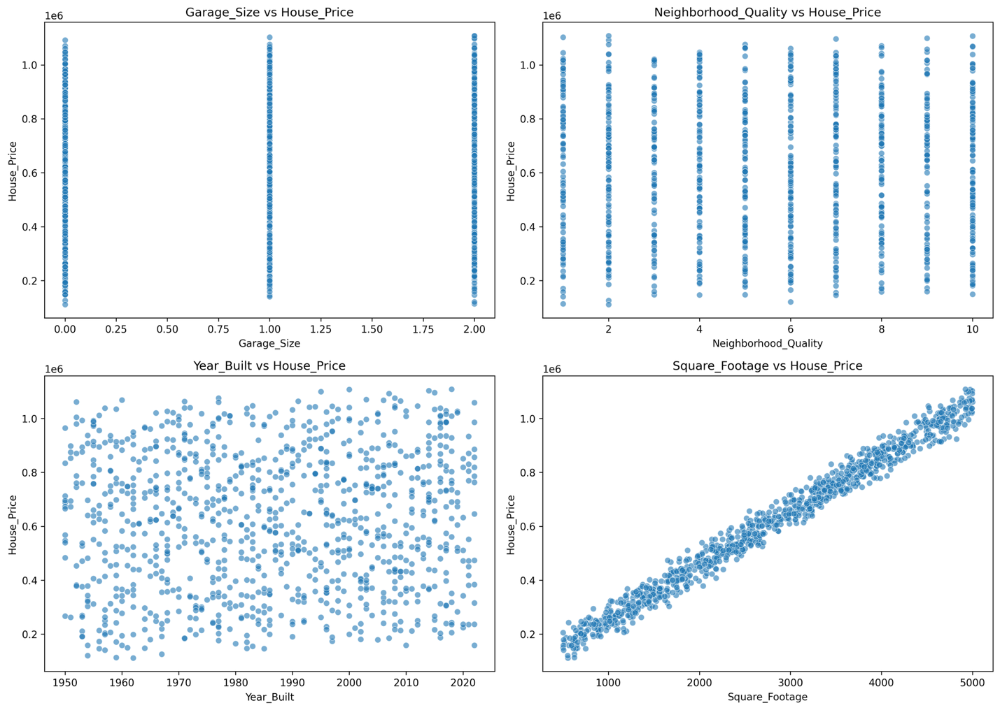 Garage_Size vs House_Price
1e6
1.0
0.8
0.6
0.4
0.2
House_Price
0.00 0.25 0.50 0.75 1.00 1.25 1.50 1.75 2.00
Garage_Size
Neighborhood_Quality vs House_Price
1e6
1.0
0.8
0.6
0.4
0.2
House_Price
2 4 6 8 10
Neighborhood_Quality
Year_Built vs House_Price
1e6
1.0
0.8
0.6
0.4
0.2
House_Price
1950 1960 1970 1980 1990 2000 2010 2020
Year_Built
Square_Footage vs House_Price
1e6
1.0
0.8
0.6
0.4
0.2
House_Price
1000 2000 3000 4000 5000
Square_Footage